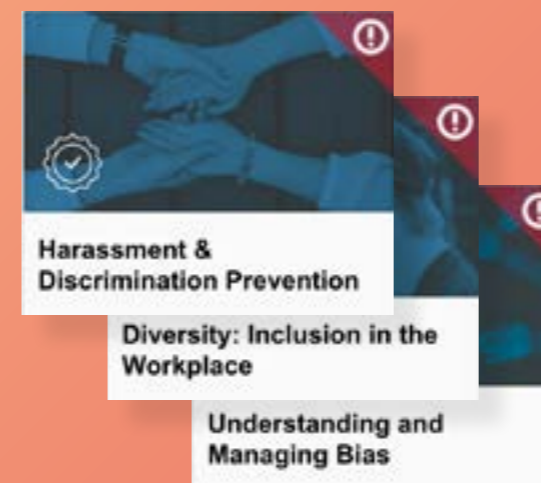 Harassment &
Discrimination Prevention
Diversity: Inclusion in the
Workplace
Understanding and
Managing Bias